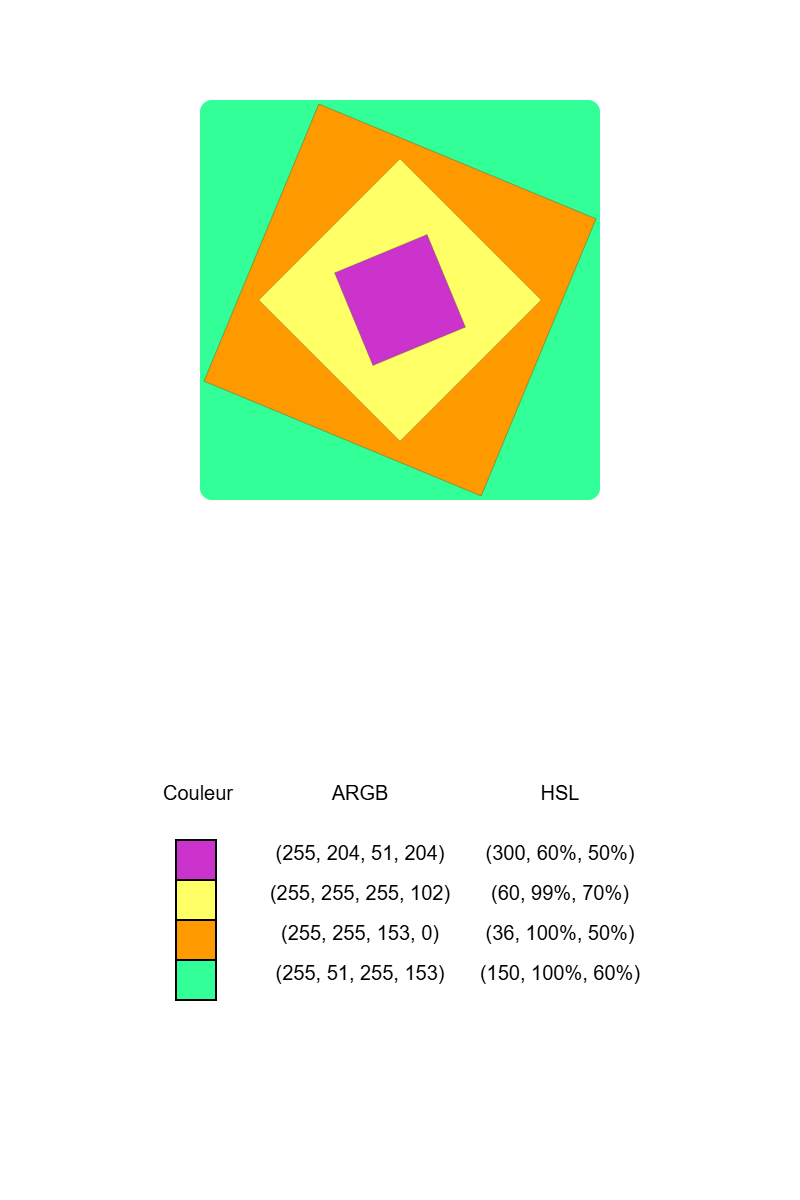 Couleur ARGB HSL
(255, 204, 51, 204) (300, 60%, 50%)
(255, 255, 255, 102) (60, 99%, 70%)
(255, 255, 153, 0) (36, 100%, 50%)
(255, 51, 255, 153) (150, 100%, 60%)